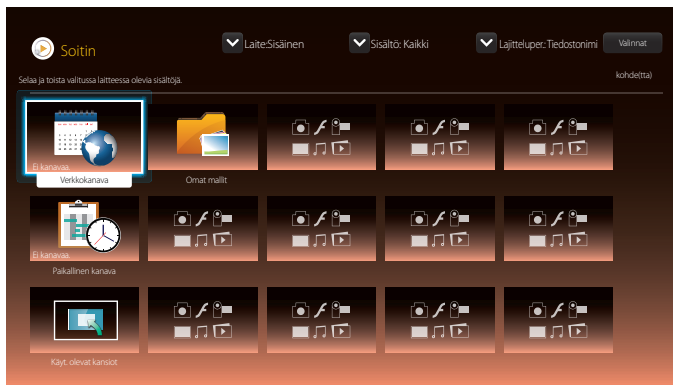 Soitin
Laite:Sisäinen
Sisältö: Kaikki
Lajitteluper.: Tiedostonimi
Valinnat
Selaa ja toista valitussa laitteessa olevia sisältöjä.
kohde(tta)
Ei kanavaa.
Verkkokanava
Omat mallit
Ei kanavaa.
Paikallinen kanava
Käyt. olevat kansiot